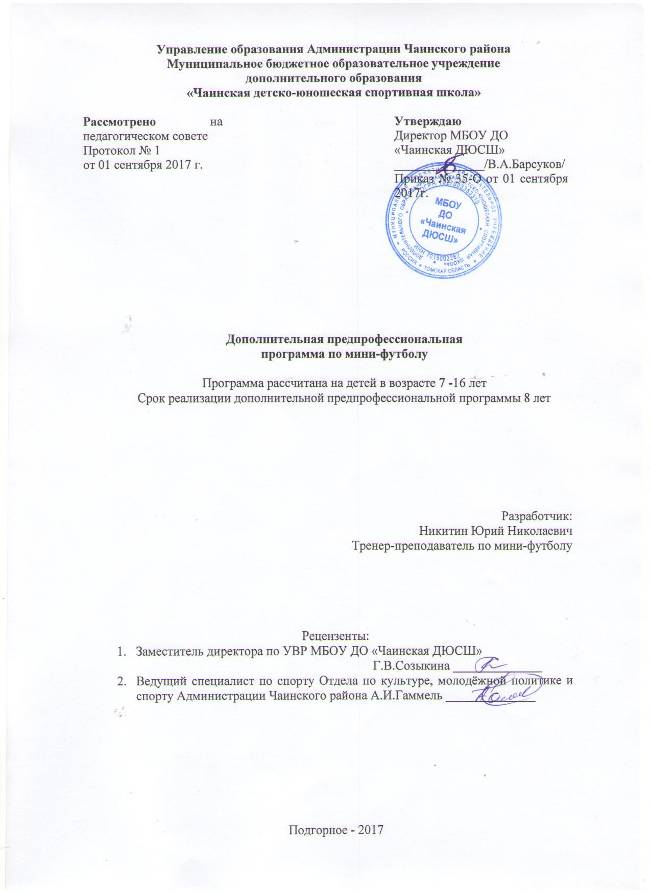 Управление образования Администрации Чаинского района
Муниципальное бюджетное образовательное учреждение
дополнительного образования
«Чаинская детско-юношеская спортивная школа»
Рассмотрено на
педагогическом совете
Протокол № 1
от 01 сентября 2017 г.
Утверждаю
Директор МБОУ ДО
«Чаинская ДЮСШ»
/В.А.Барсуков/
Приказ № 35-О от 01 сентября
2017г.
МБОУ
ДО
«Чаинская
ДЮСШ»
Дополнительная предпрофессиональная
программа по мини-футболу
Программа рассчитана на детей в возрасте 7 -16 лет
Срок реализации дополнительной предпрофессиональной программы 8 лет
Разработчик:
Никитин Юрий Николаевич
Тренер-преподаватель по мини-футболу
Рецензенты:
1. Заместитель директора по УВР МБОУ ДО «Чаинская ДЮСШ»
Г.В.Созыкина
2. Ведущий специалист по спорту Отдела по культуре, молодёжной политике и
спорту Администрации Чаинского района А.И.Гаммель
Подгорное - 2017